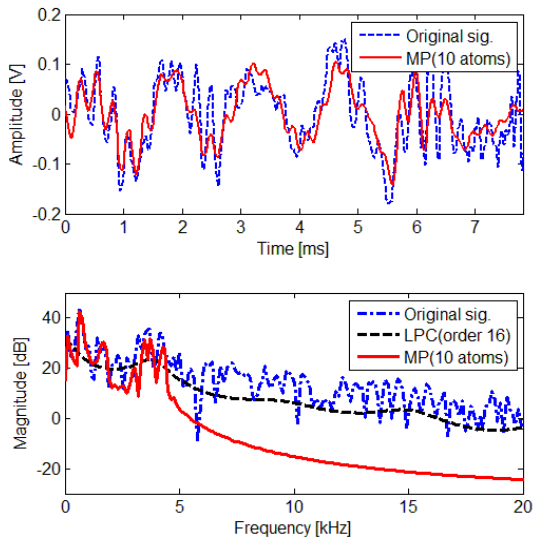 0.2
0.1
0
-0.1
-0.2
Amplitude [V]
Original sig.
MP(10 atoms)
0 1 2 3 4 5 6 7
Time [ms]
40
20
0
-20
Magnitude [dB]
Original sig.
LPC(order 16)
MP(10 atoms)
0 5 10 15 20
Frequency [kHz]